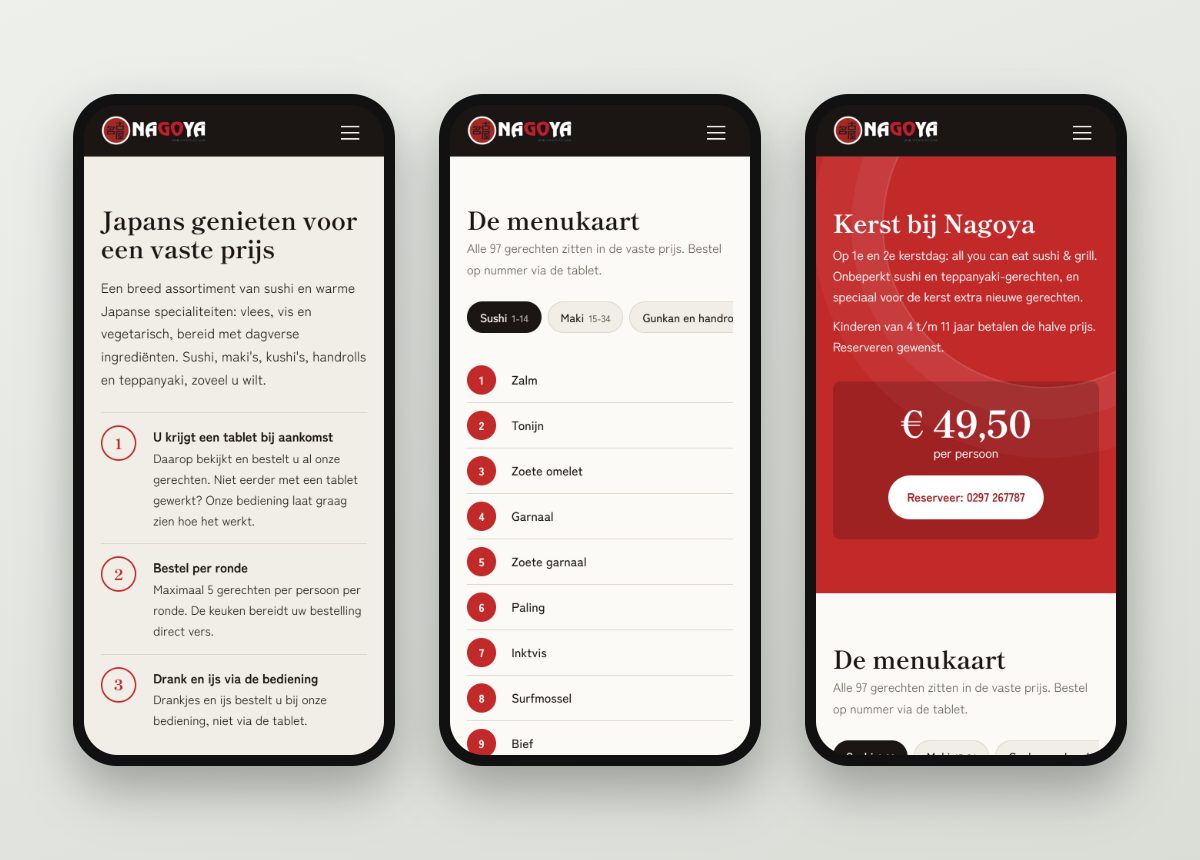 NAGOYA
Japans genieten voor
een vaste prijs
Een breed assortiment van sushi en warme
Japanse specialiteiten: vlees, vis en
vegetarisch, bereid met dagverse
ingrediënten. Sushi, maki's, kushi's, handrolls
en teppanyaki, zoveel u wilt.
1
U krijgt een tablet bij aankomst
Daarop bekijkt en bestelt u al onze
gerechten. Niet eerder met een tablet
gewerkt? Onze bediening laat graag
zien hoe het werkt.
2
Bestel per ronde
Maximaal 5 gerechten per persoon per
ronde. De keuken bereidt uw bestelling
direct vers.
3
Drank en ijs via de bediening
Drankjes en ijs bestelt u bij onze
bediening, niet via de tablet.
NAGOYA
De menukaart
Alle 97 gerechten zitten in de vaste prijs. Bestel
op nummer via de tablet.
Sushi 1-14 Maki 15-34 Gunkan en handro
1 Zalm
2 Tonijn
3 Zoete omelet
4 Garnaal
5 Zoete garnaal
6 Paling
7 Inktvis
8 Surfmossel
9 Bief
NAGOYA
Kerst bij Nagoya
Op 1e en 2e kerstdag: all you can eat sushi & grill.
Onbeperkt sushi en teppanyaki-gerechten, en
speciaal voor de kerst extra nieuwe gerechten.
Kinderen van 4 t/m 11 jaar betalen de halve prijs.
Reserveren gewenst.
€ 49,50
per persoon
Reserveer: 0297 267787
De menukaart
Alle 97 gerechten zitten in de vaste prijs. Bestel
op nummer via de tablet.